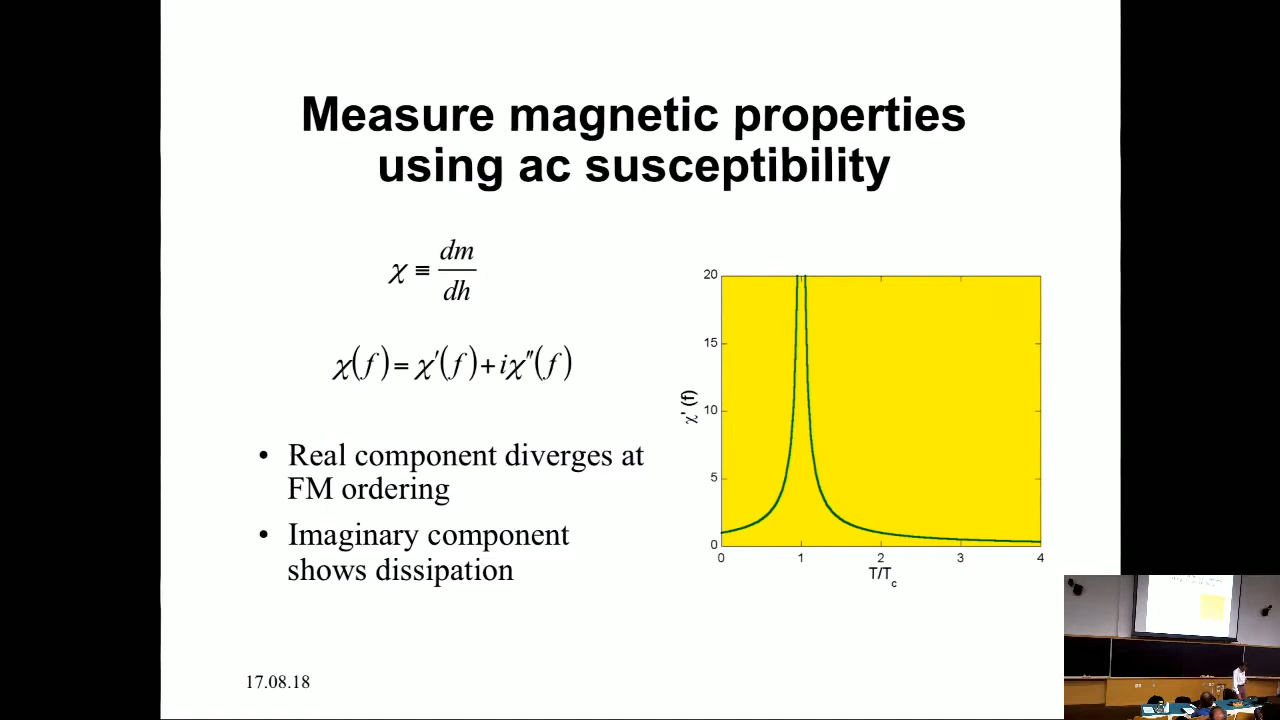 Measure magnetic properties
using ac susceptibility
χ ≡ dm/dh
χ(f) = χ′(f) + iχ″(f)
• Real component diverges at
FM ordering
• Imaginary component
shows dissipation
20
15
10
5
0
χ' (f)
0 1 2 3 4
T/Tc
17.08.18